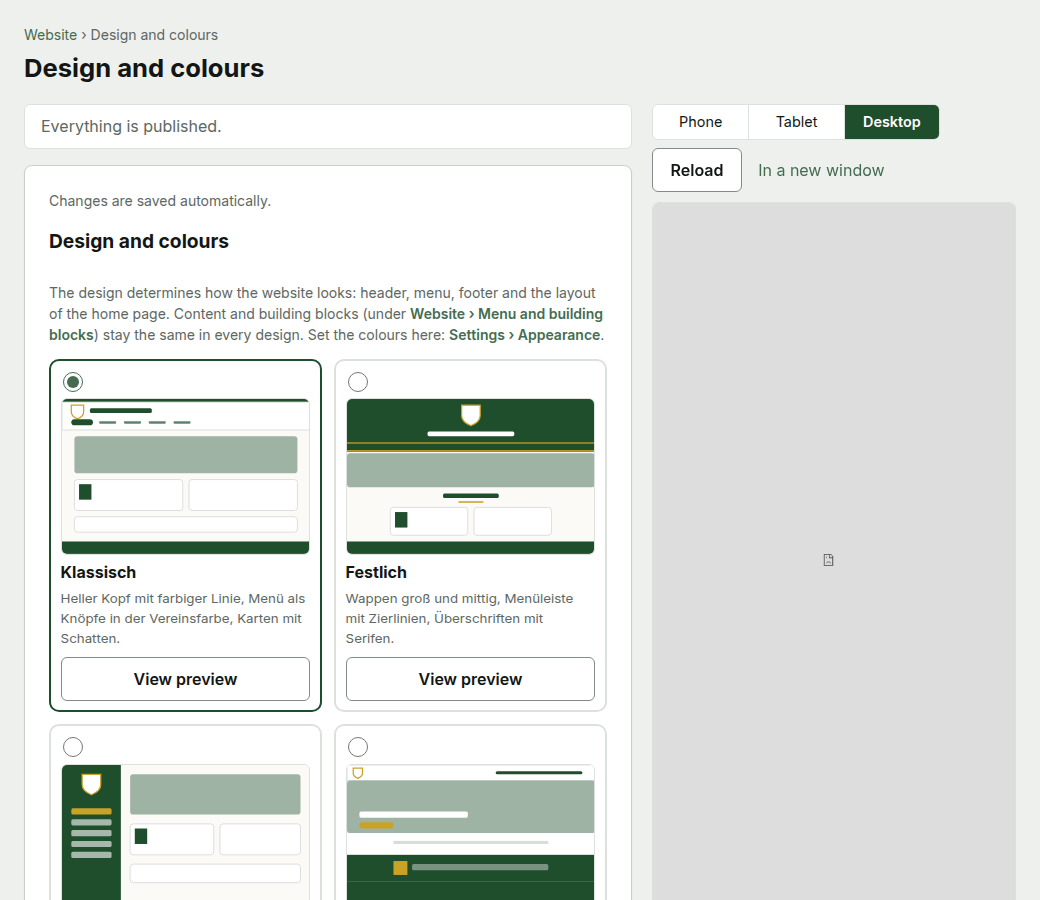 Website › Design and colours
Design and colours
Everything is published.
Phone
Tablet
Desktop
Reload
In a new window
Changes are saved automatically.
Design and colours
The design determines how the website looks: header, menu, footer and the layout
of the home page. Content and building blocks (under Website › Menu and building
blocks) stay the same in every design. Set the colours here: Settings › Appearance.
Klassisch
Heller Kopf mit farbiger Linie, Menü als
Knöpfe in der Vereinsfarbe, Karten mit
Schatten.
View preview
Festlich
Wappen groß und mittig, Menüleiste
mit Zierlinien, Überschriften mit
Serifen.
View preview